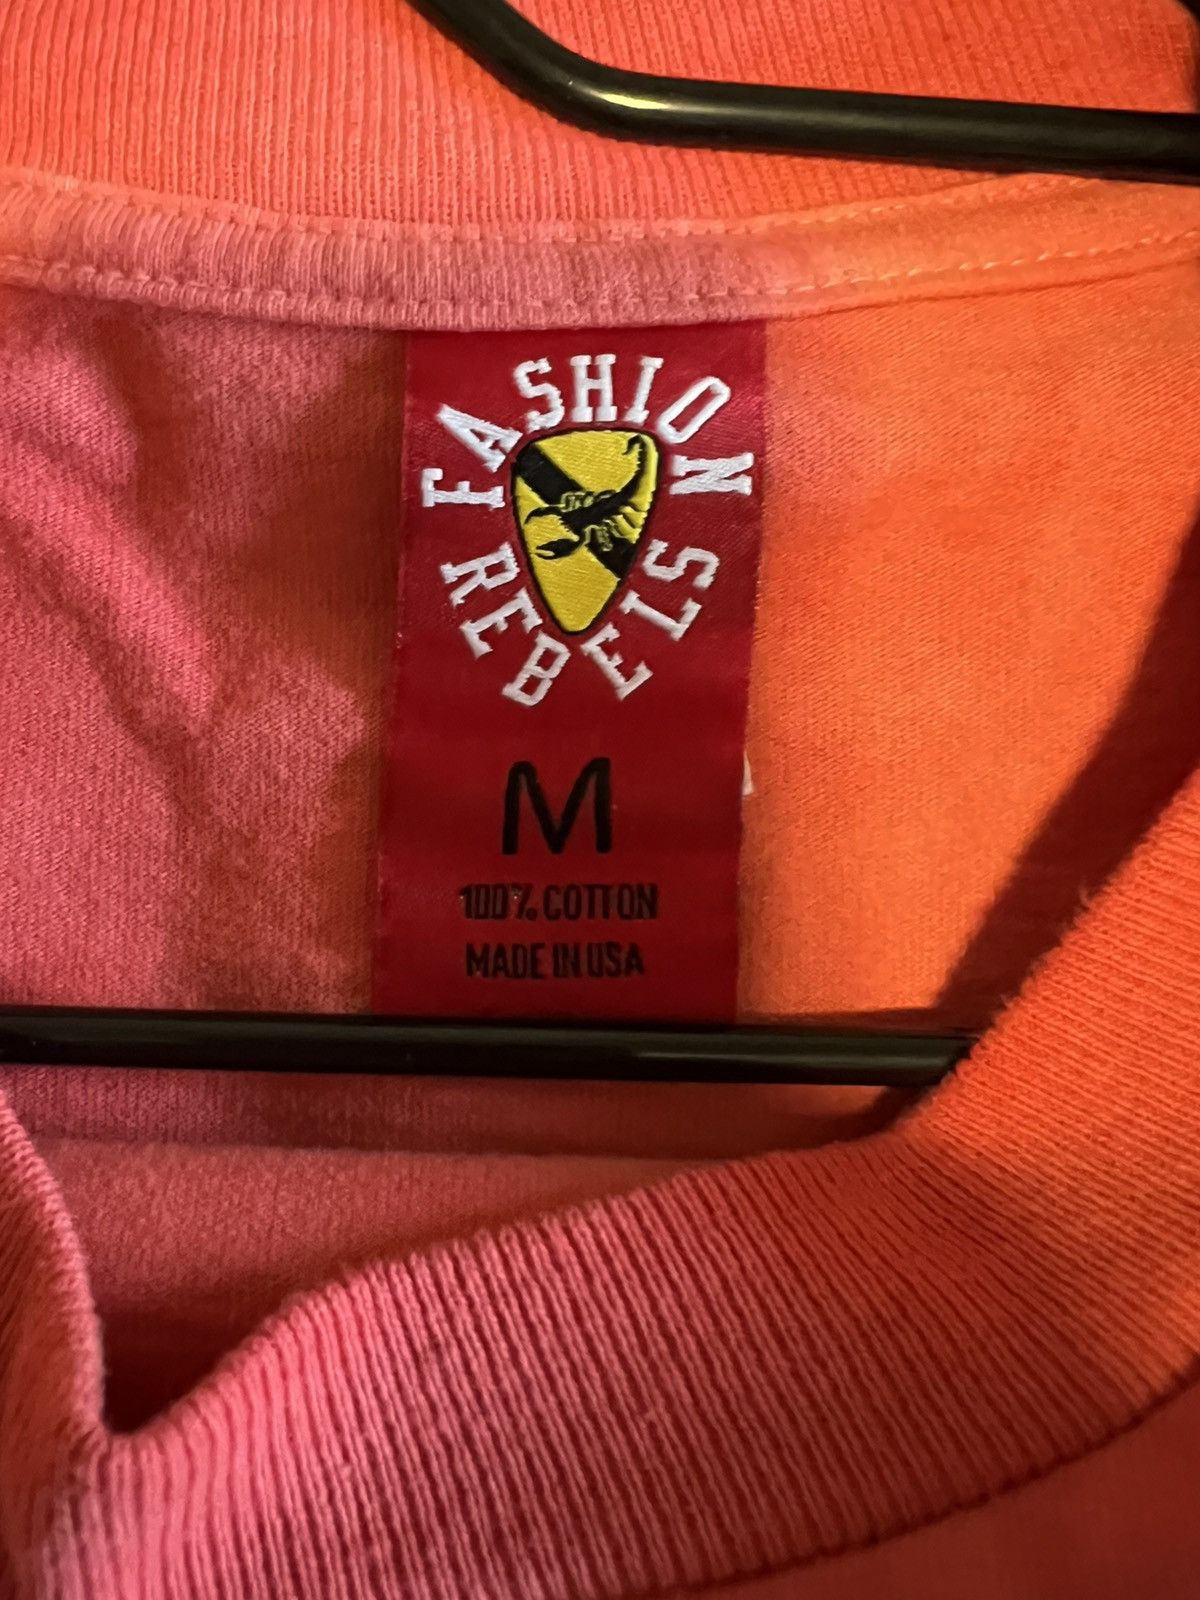 FASHION
REBELS
M
100% COTTON
MADE IN USA